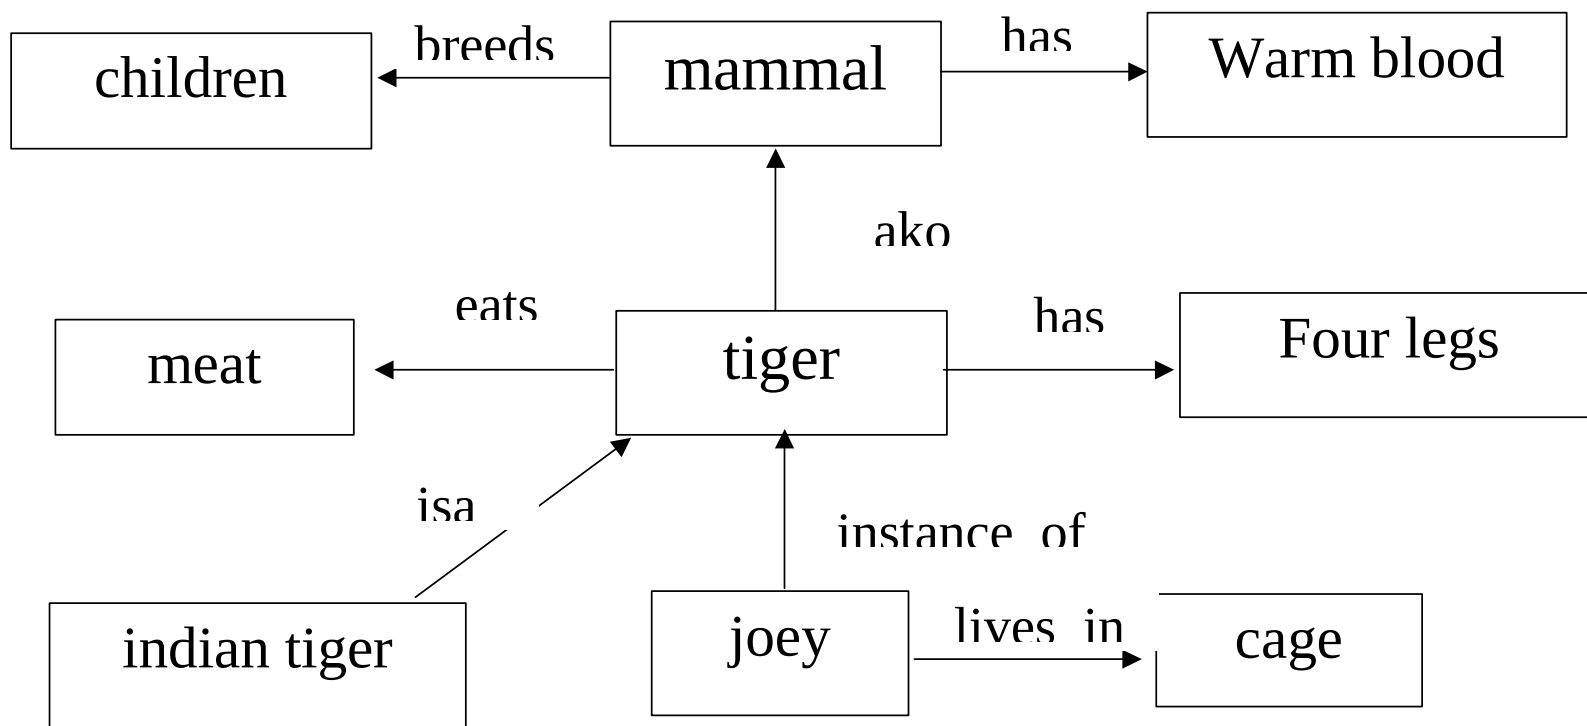 breeds
has
children
mammal
Warm blood
ako
eats
has
meat
tiger
Four legs
isa
instance of
indian tiger
joey
lives in
cage